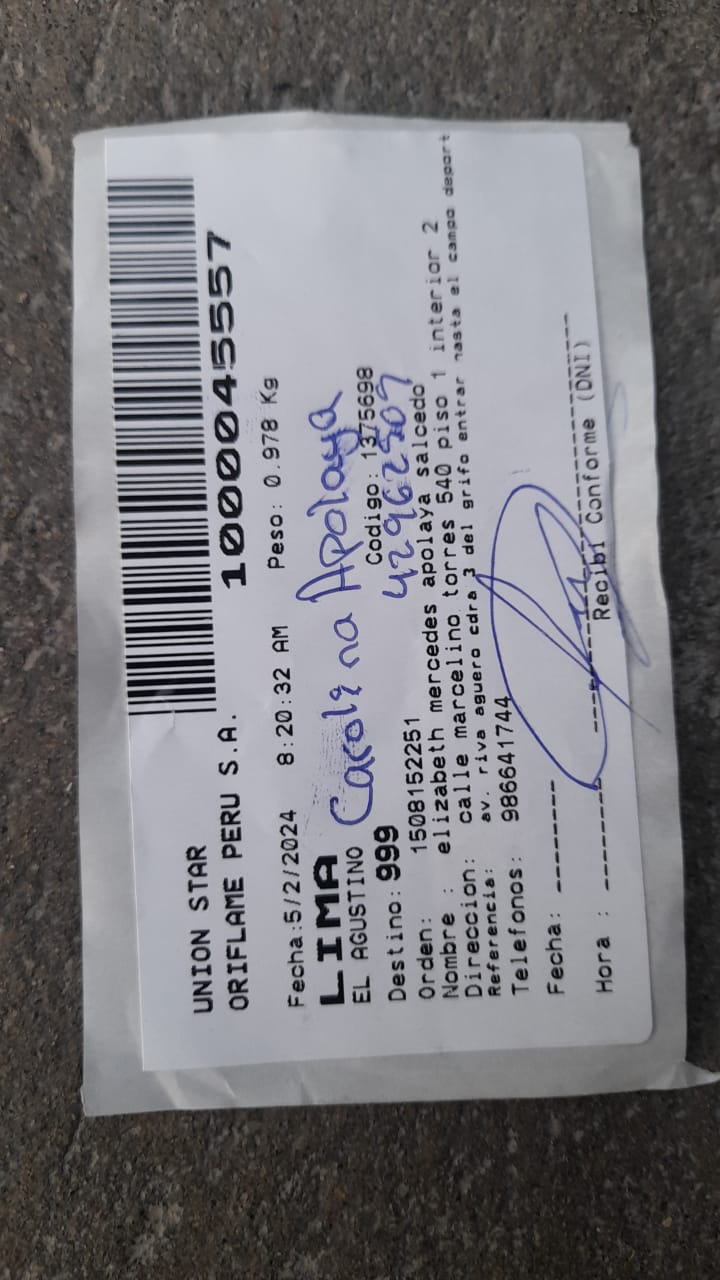 1000045557
UNION STAR
ORIFLAME PERU S.A.
Fecha:5/2/2024 8:20:32 AM Peso: 0.978 Kg
LIMA
Carolina Apolaya
EL AGUSTINO Codigo: 1375698
Destino: 999
42962509
Orden: 1508152251
Nombre : elizabeth mercedes apolaya salcedo
Direccion: calle marcelino torres 540 piso 1 interior 2
Referencia: av. riva aguero cdra 3 del grifo entrar hasta el campo deport
Telefonos: 986641744
Fecha: --------
Hora : --------
Recibi Conforme (DNI)